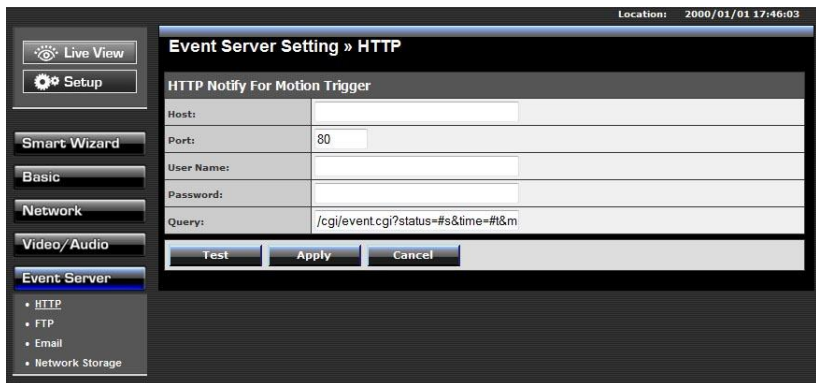 Location: 2000/01/01 17:46:03
Live View
Setup
Smart Wizard
Basic
Network
Video/Audio
Event Server
• HTTP
• FTP
• Email
• Network Storage
Event Server Setting » HTTP
HTTP Notify For Motion Trigger
Host:
Port: 80
User Name:
Password:
Query: /cgi/event.cgi?status=#s&time=#t&m
Test Apply Cancel